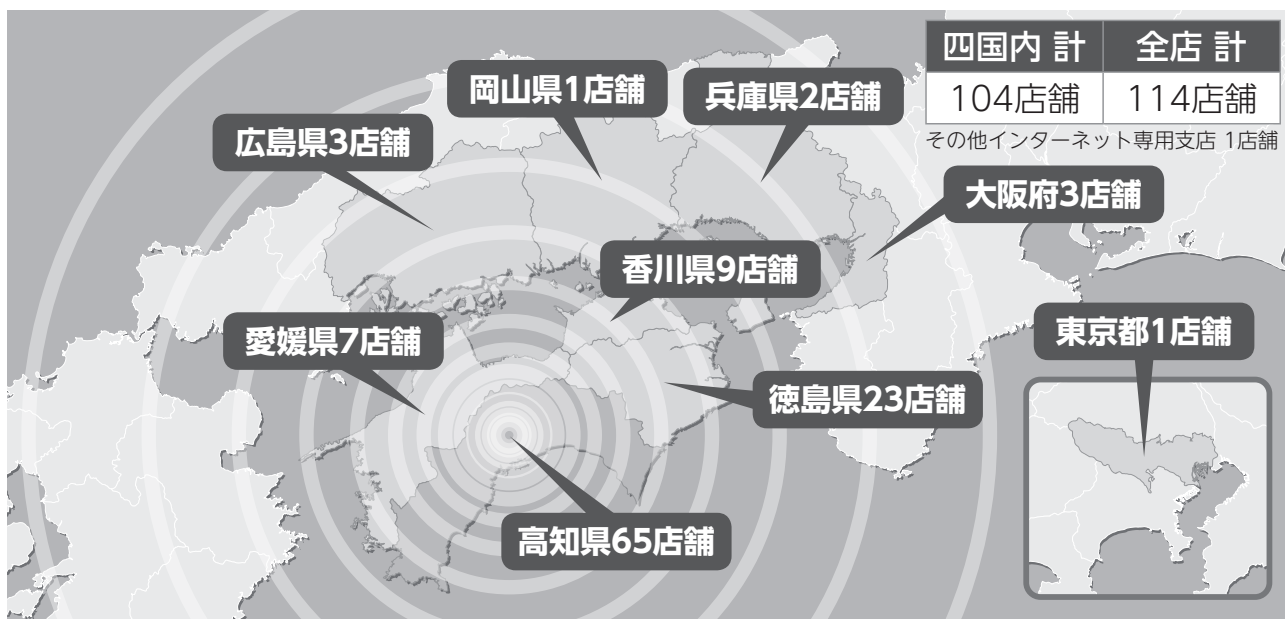 四国内 計 全店 計
104店舗 114店舗
その他インターネット専用支店 1店舗
岡山県1店舗
兵庫県2店舗
広島県3店舗
大阪府3店舗
香川県9店舗
愛媛県7店舗
東京都1店舗
徳島県23店舗
高知県65店舗